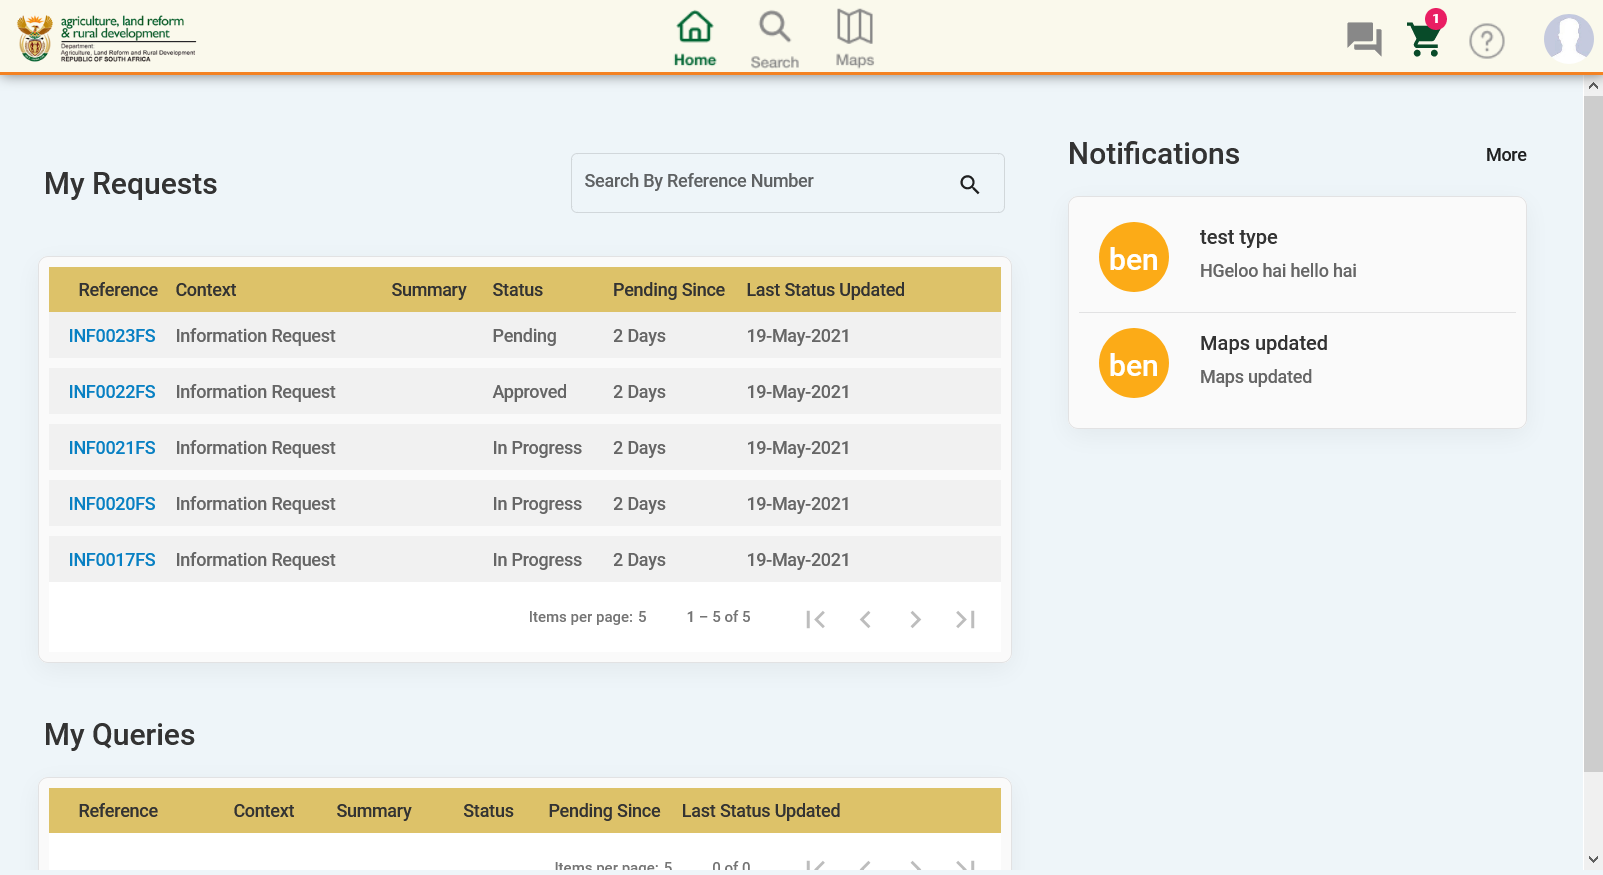 agriculture, land reform
& rural development
Department:
Agriculture, Land Reform and Rural Development
REPUBLIC OF SOUTH AFRICA
Home
Search
Maps
1
?
My Requests
Search By Reference Number
Notifications
More
test type
ben
HGeloo hai hello hai
Maps updated
ben
Maps updated
Reference Context Summary Status Pending Since Last Status Updated
INF0023FS Information Request Pending 2 Days 19-May-2021
INF0022FS Information Request Approved 2 Days 19-May-2021
INF0021FS Information Request In Progress 2 Days 19-May-2021
INF0020FS Information Request In Progress 2 Days 19-May-2021
INF0017FS Information Request In Progress 2 Days 19-May-2021
Items per page: 5 1 – 5 of 5
My Queries
Reference Context Summary Status Pending Since Last Status Updated
Items per page: 5 0 of 0